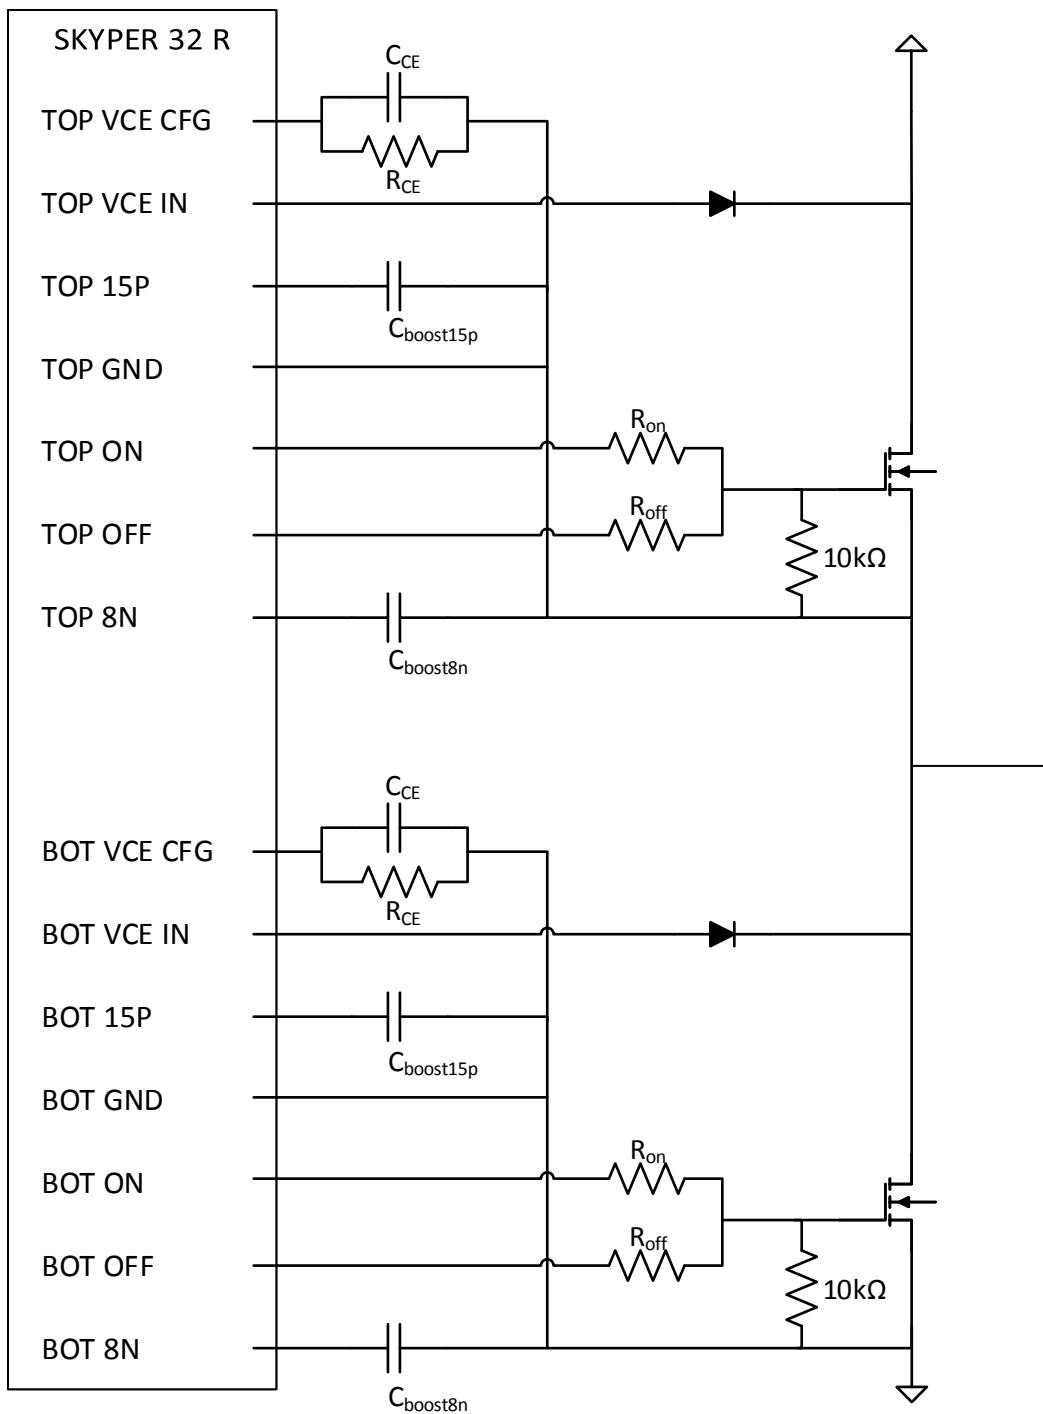 SKYPER 32 R
C_CE
TOP VCE CFG
R_CE
TOP VCE IN
TOP 15P
C_boost15p
TOP GND
R_on
TOP ON
R_off
TOP OFF
10kΩ
TOP 8N
C_boost8n
C_CE
BOT VCE CFG
R_CE
BOT VCE IN
BOT 15P
C_boost15p
BOT GND
R_on
BOT ON
R_off
BOT OFF
10kΩ
BOT 8N
C_boost8n